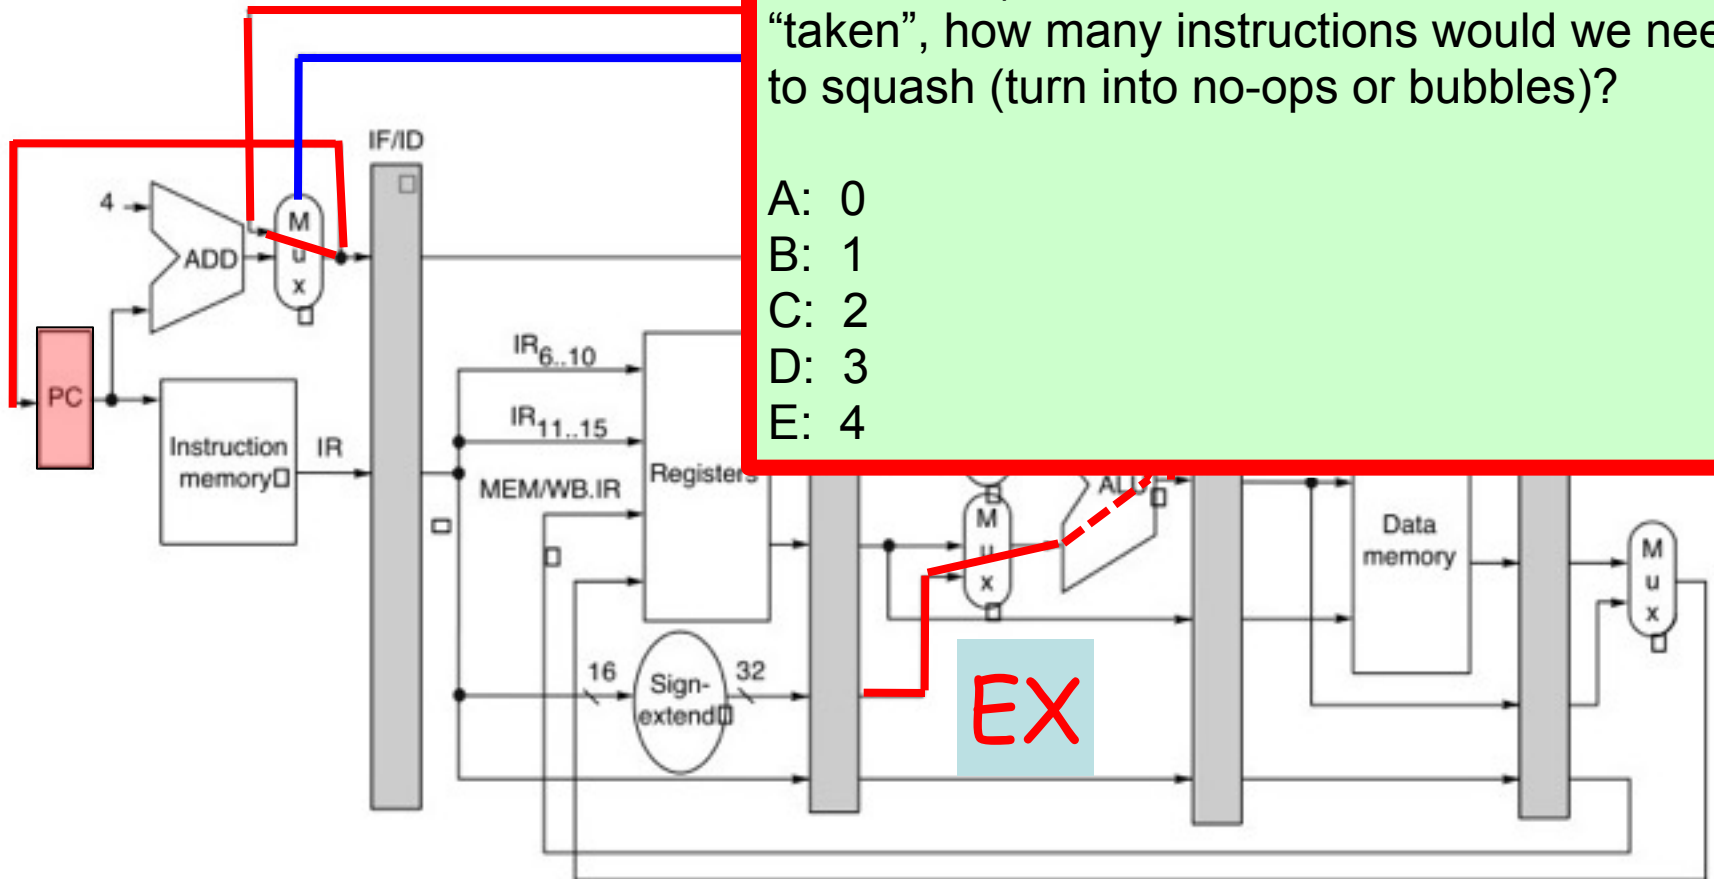 “taken”, how many instructions would we nee
to squash (turn into no-ops or bubbles)?
A: 0
B: 1
C: 2
D: 3
E: 4
IF/ID
4
ADD
M
u
x
PC
Instruction
memory
IR
IR6..10
IR11..15
MEM/WB.IR
Registers
16
Sign-
extend
32
M
u
x
ALU
EX
Data
memory
M
u
x